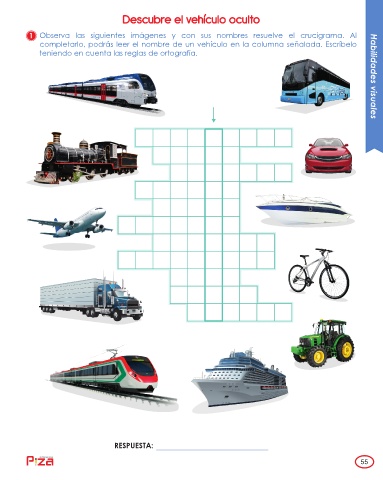 Descubre el vehículo oculto
1 Observa las siguientes imágenes y con sus nombres resuelve el crucigrama. Al
completarlo, podrás leer el nombre de un vehículo en la columna señalada. Escríbelo
teniendo en cuenta las reglas de ortografía.
Habilidades visuales
RESPUESTA:
Piza
55